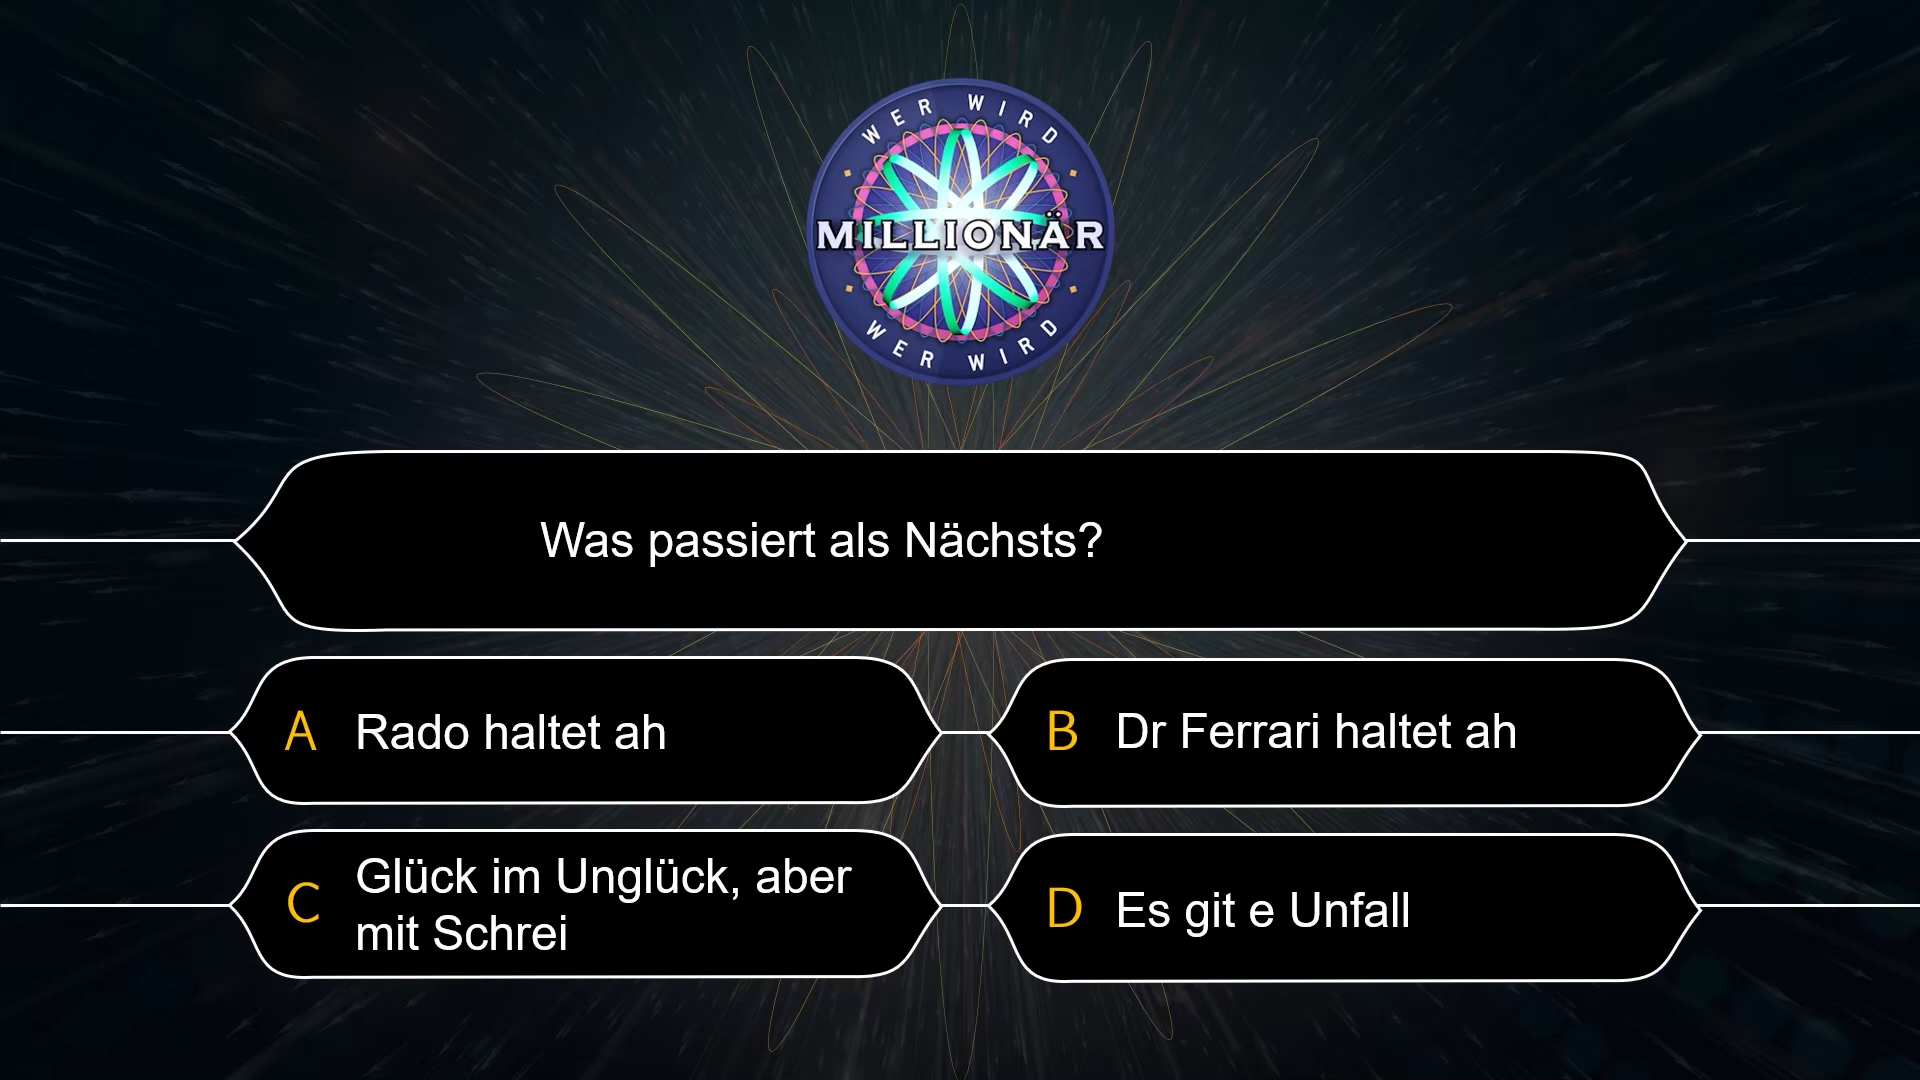 WER WIRD
MILLIONÄR
WER WIRD
Was passiert als Nächsts?
A Rado haltet ah
B Dr Ferrari haltet ah
C Glück im Unglück, aber
mit Schrei
D Es git e Unfall